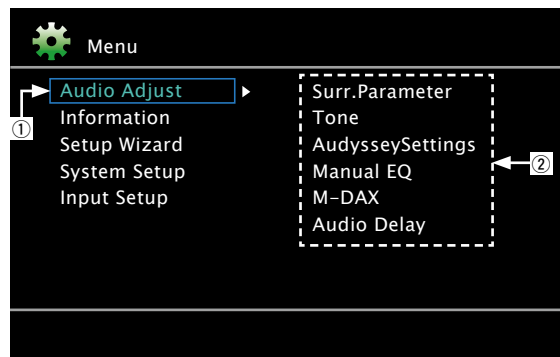 Menu
① Audio Adjust
Information
Setup Wizard
System Setup
Input Setup
Surr.Parameter
Tone
AudysseySettings
Manual EQ
M-DAX
Audio Delay
②